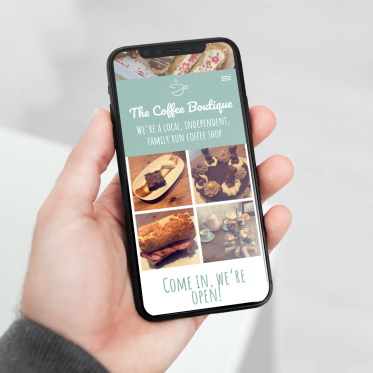 The Coffee Boutique
We're a local, independent,
family run coffee shop
Come in, we're
open!